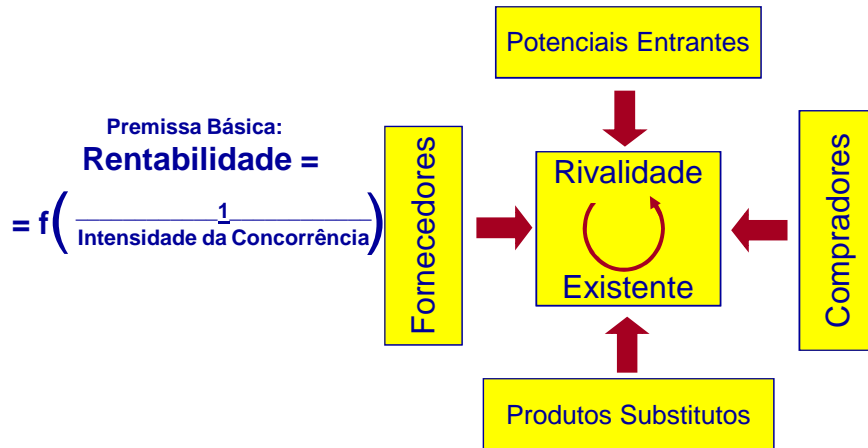 Potenciais Entrantes
Premissa Básica:
Rentabilidade =
= f( 1 )
Intensidade da Concorrência
Fornecedores
Rivalidade
Existente
Compradores
Produtos Substitutos